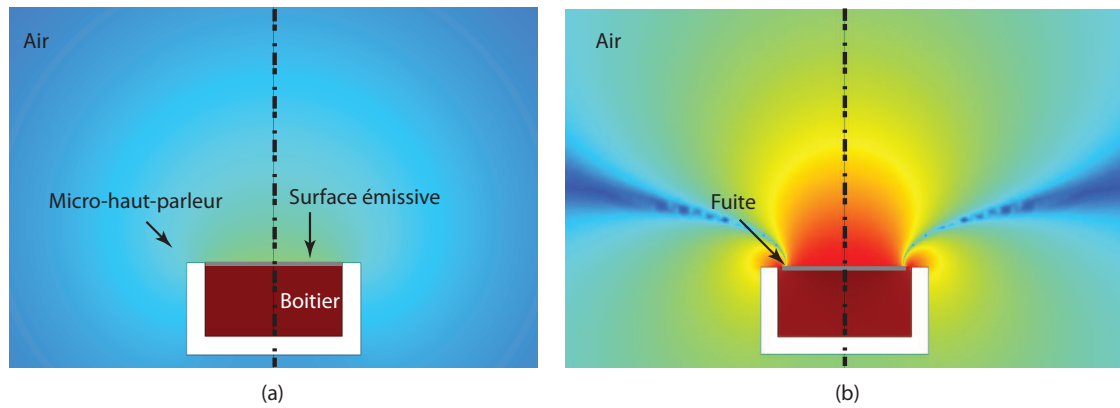 Air
Micro-haut-parleur
Surface émissive
Boitier
(a)
Air
Fuite
(b)